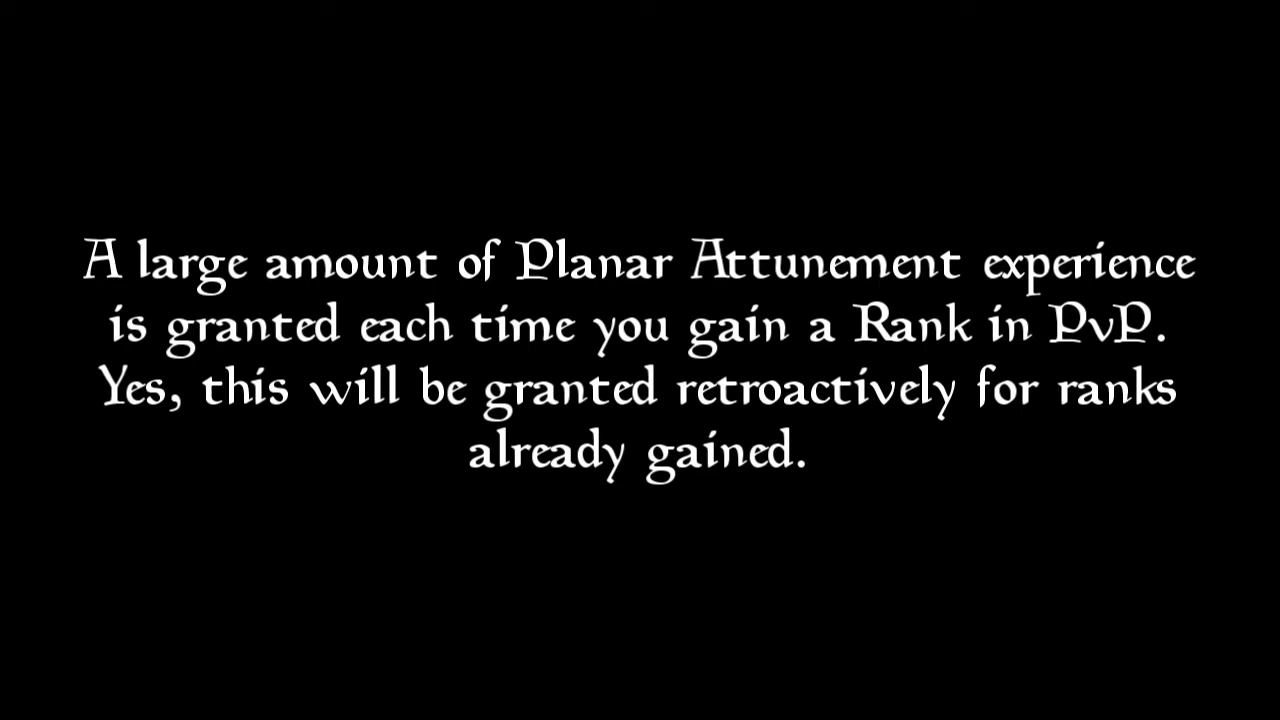 A large amount of Planar Attunement experience
is granted each time you gain a Rank in PvP.
Yes, this will be granted retroactively for ranks
already gained.